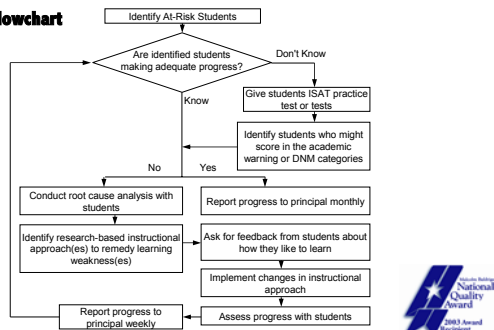 lowchart
Identify At-Risk Students
Are identified students
making adequate progress?
Don't Know
Know
Give students ISAT practice
test or tests
Identify students who might
score in the academic
warning or DNM categories
No
Yes
Conduct root cause analysis with
students
Report progress to principal monthly
Identify research-based instructional
approach(es) to remedy learning
weakness(es)
Ask for feedback from students about
how they like to learn
Implement changes in instructional
approach
Report progress to
principal weekly
Assess progress with students
National
Quality
Award
2003 Award
Recipient